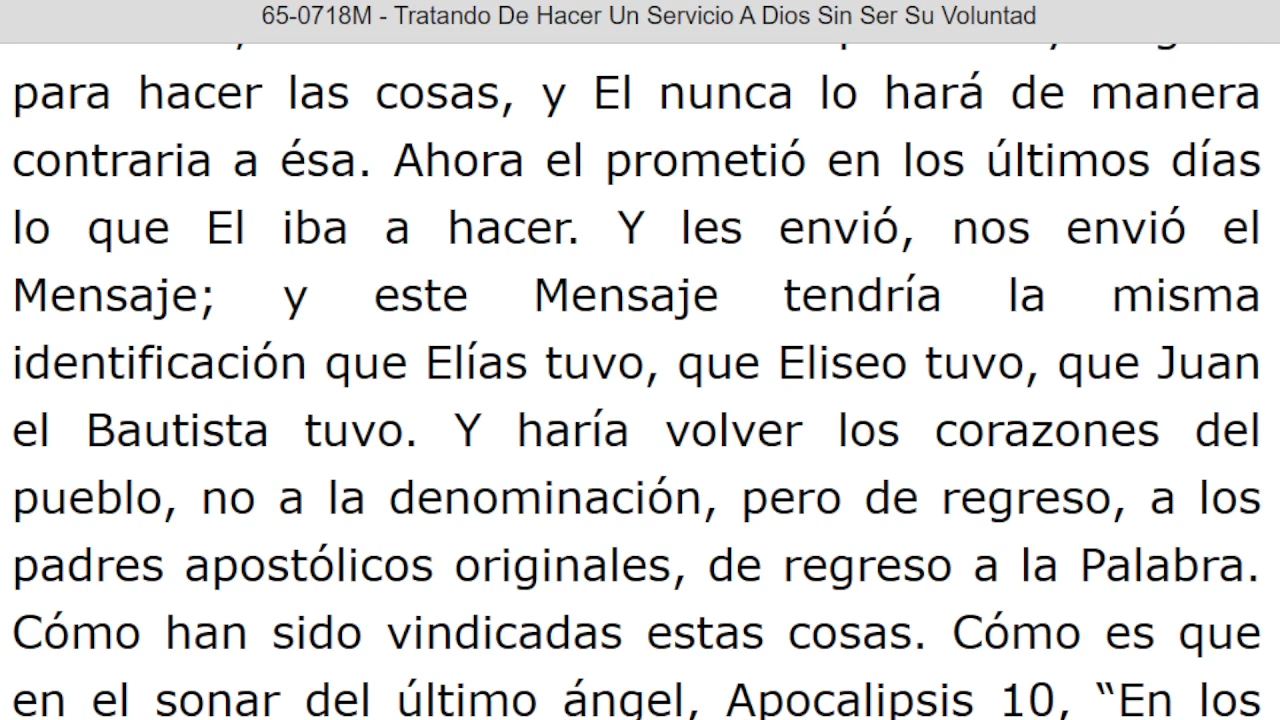 65-0718M - Tratando De Hacer Un Servicio A Dios Sin Ser Su Voluntad
para hacer las cosas, y El nunca lo hará de manera
contraria a ésa. Ahora el prometió en los últimos días
lo que El iba a hacer. Y les envió, nos envió el
Mensaje; y este Mensaje tendría la misma
identificación que Elías tuvo, que Eliseo tuvo, que Juan
el Bautista tuvo. Y haría volver los corazones del
pueblo, no a la denominación, pero de regreso, a los
padres apostólicos originales, de regreso a la Palabra.
Cómo han sido vindicadas estas cosas. Cómo es que
en el sonar del último ángel, Apocalipsis 10, “En los